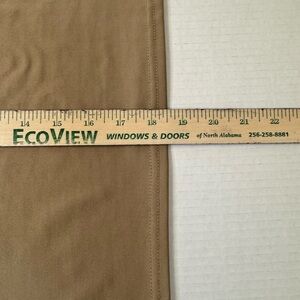 14 15 16 17 18 19 20 21 22
ECOVIEW WINDOWS & DOORS of North Alabama 256-258-8881